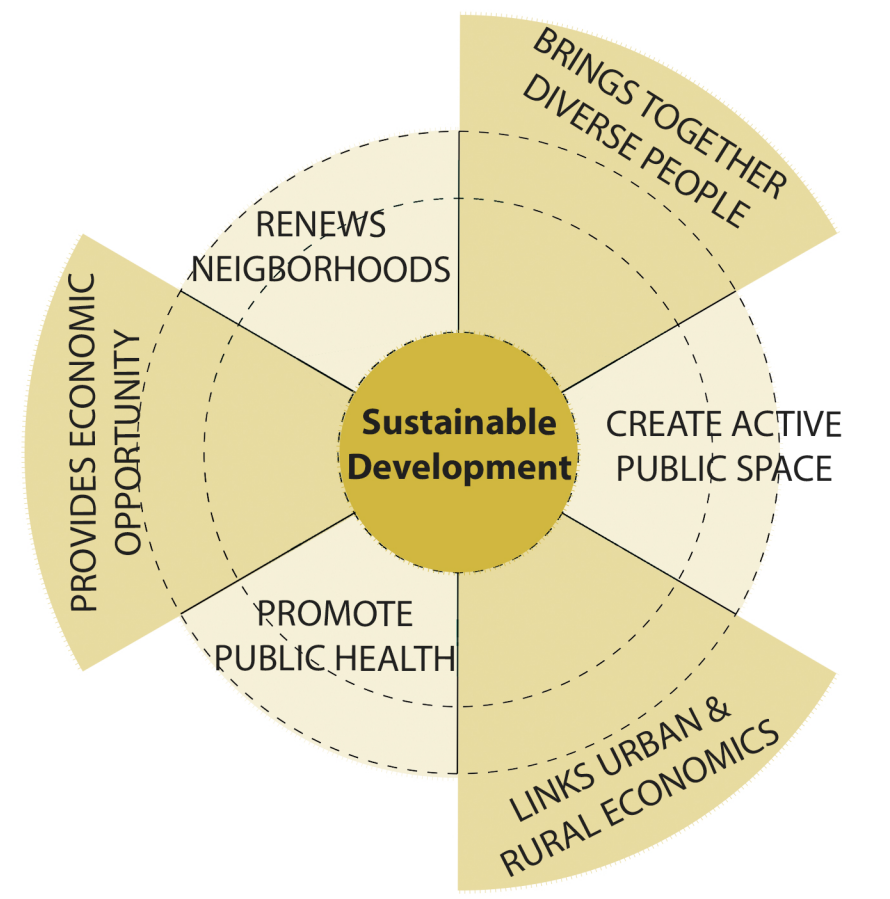 BRINGS TOGETHER
DIVERSE PEOPLE
RENEWS
NEIGBORHOODS
PROVIDES ECONOMIC
OPPORTUNITY
Sustainable
Development
CREATE ACTIVE
PUBLIC SPACE
PROMOTE
PUBLIC HEALTH
LINKS URBAN &
RURAL ECONOMICS